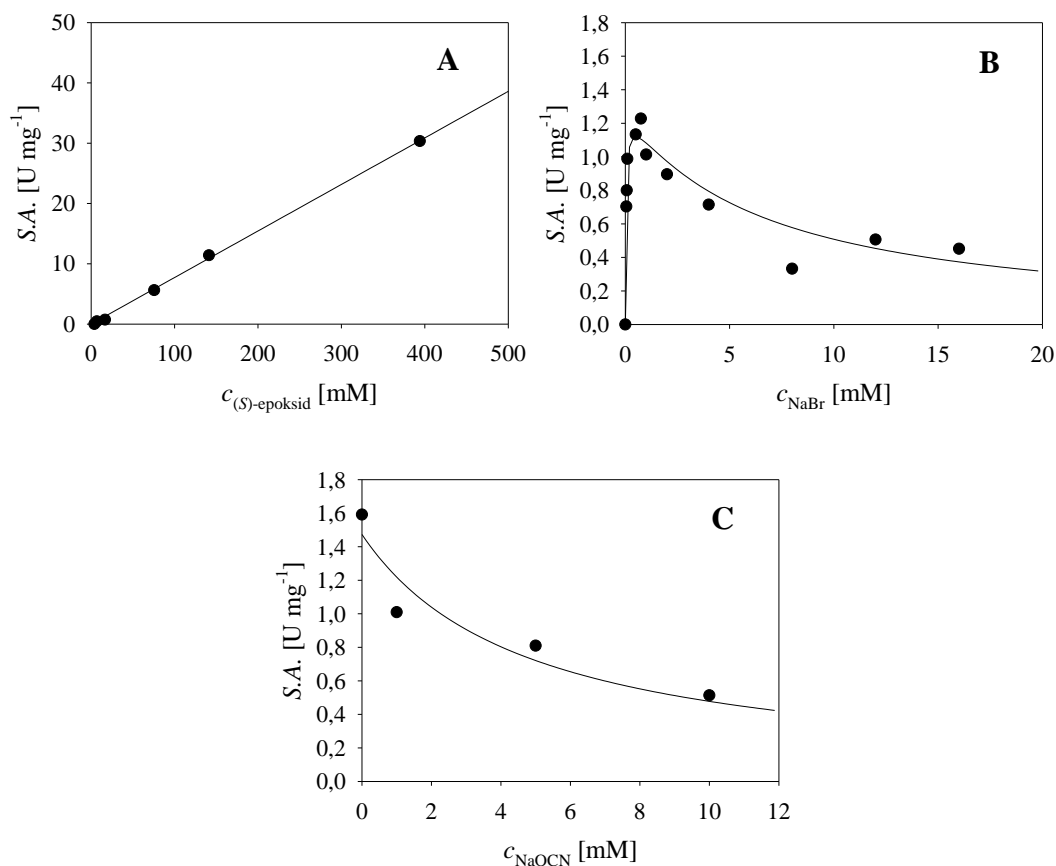 A
S.A. [U mg-1]
50
40
30
20
10
0
0 100 200 300 400 500
c(S)-epoksid [mM]
B
S.A. [U mg-1]
1,8
1,6
1,4
1,2
1,0
0,8
0,6
0,4
0,2
0,0
0 5 10 15 20
cNaBr [mM]
C
S.A. [U mg-1]
1,8
1,6
1,4
1,2
1,0
0,8
0,6
0,4
0,2
0,0
0 2 4 6 8 10 12
cNaOCN [mM]